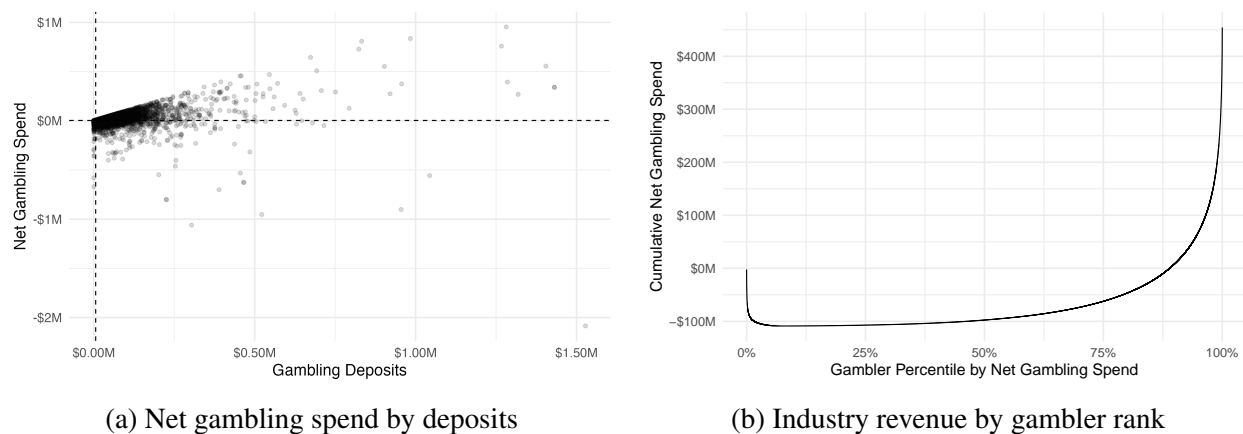 $1M
$0M
-$1M
-$2M
Net Gambling Spend
$0.00M $0.50M $1.00M $1.50M
Gambling Deposits
(a) Net gambling spend by deposits
$400M
$300M
$200M
$100M
$0M
−$100M
Cumulative Net Gambling Spend
0% 25% 50% 75% 100%
Gambler Percentile by Net Gambling Spend
(b) Industry revenue by gambler rank